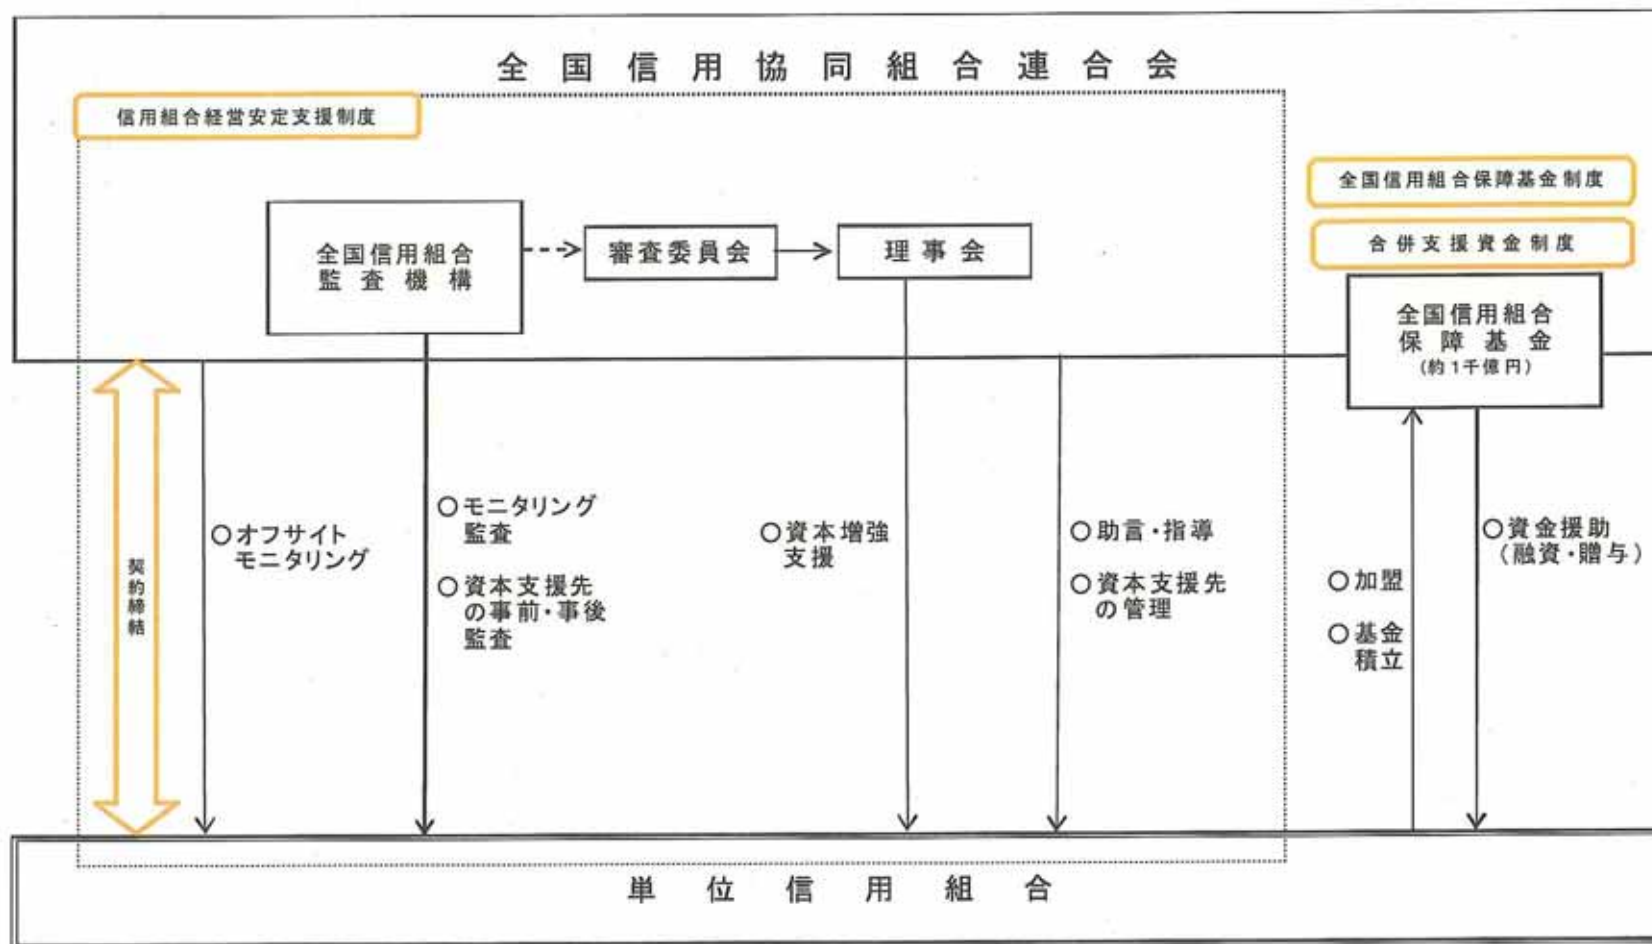 全国信用協同組合連合会
信用組合経営安定支援制度
全国信用組合
監査機構
審査委員会
理事会
全国信用組合保障基金制度
合併支援資金制度
全国信用組合
保障基金
(約1千億円)
契約締結
○オフサイト
モニタリング
○モニタリング
監査
○資本支援先
の事前・事後
監査
○資本増強
支援
○助言・指導
○資本支援先
の管理
○加盟
○基金
積立
○資金援助
(融資・贈与)
単位信用組合